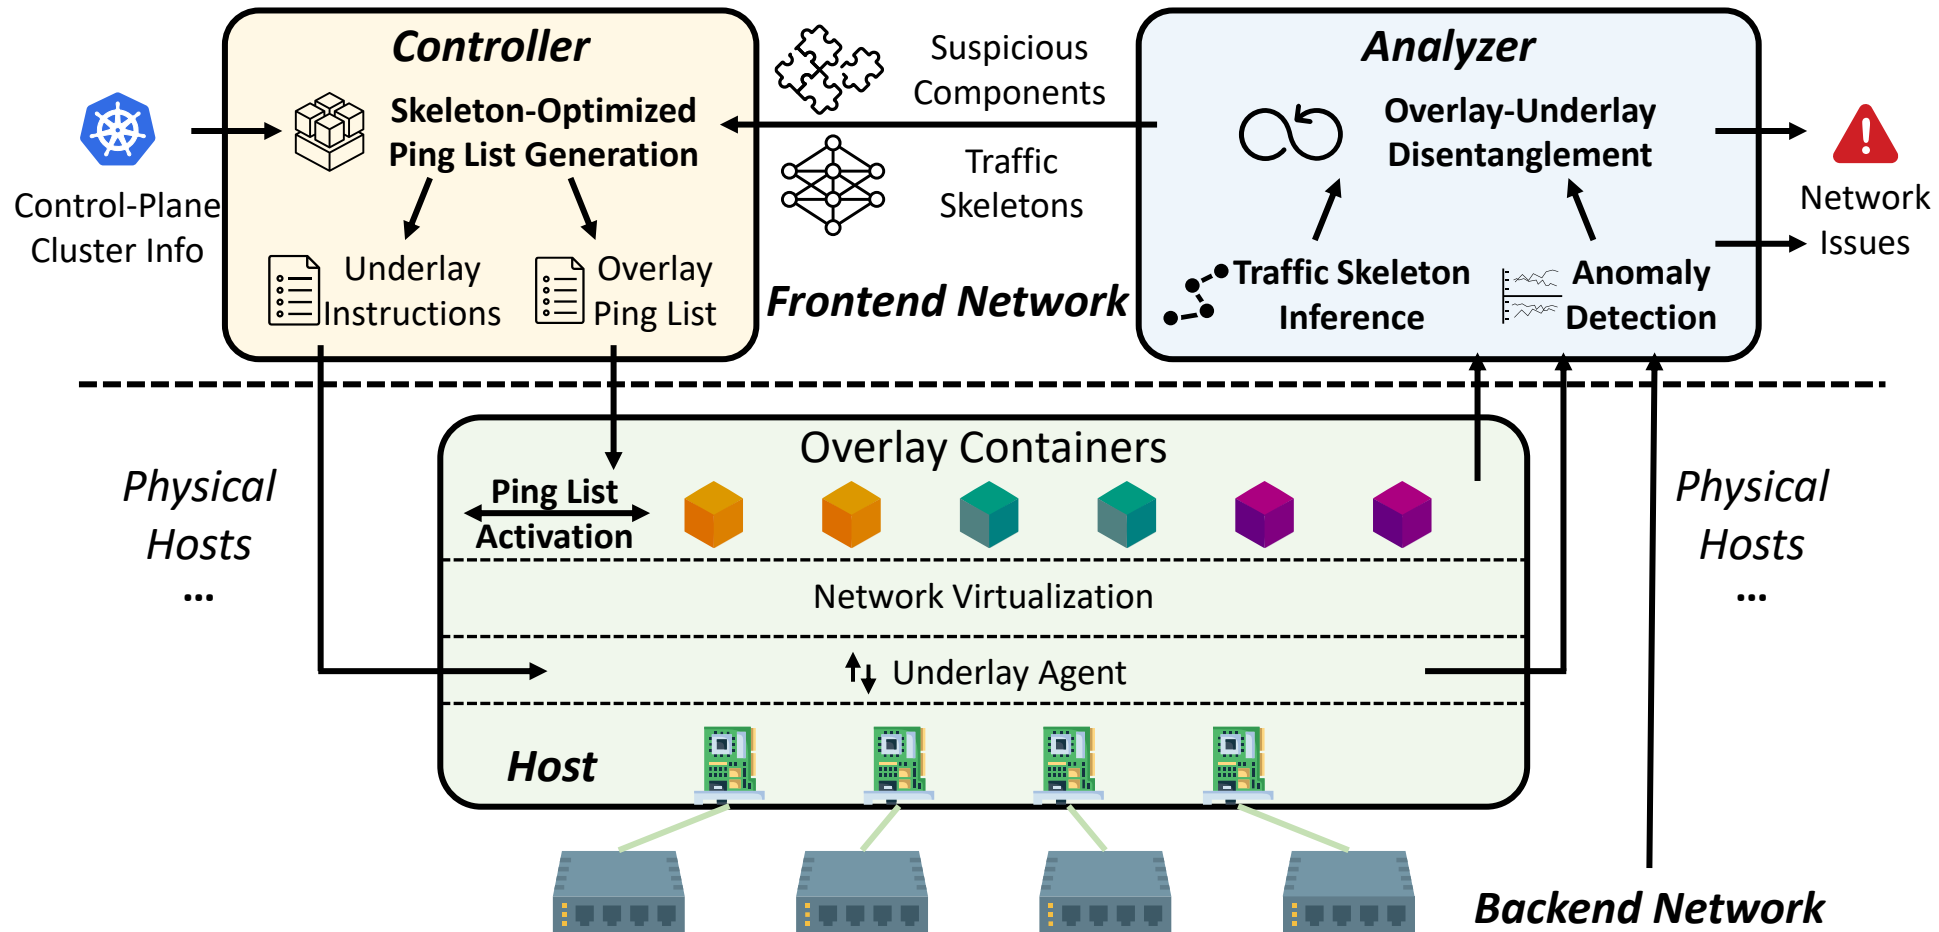 Controller
Skeleton-Optimized
Ping List Generation
Control-Plane
Cluster Info
Underlay
Instructions
Overlay
Ping List
Suspicious
Components
Traffic
Skeletons
Frontend Network
Analyzer
Overlay-Underlay
Disentanglement
Traffic Skeleton
Inference
Anomaly
Detection
Network
Issues
Physical
Hosts
...
Overlay Containers
Ping List
Activation
Network Virtualization
Underlay Agent
Host
Physical
Hosts
...
Backend Network